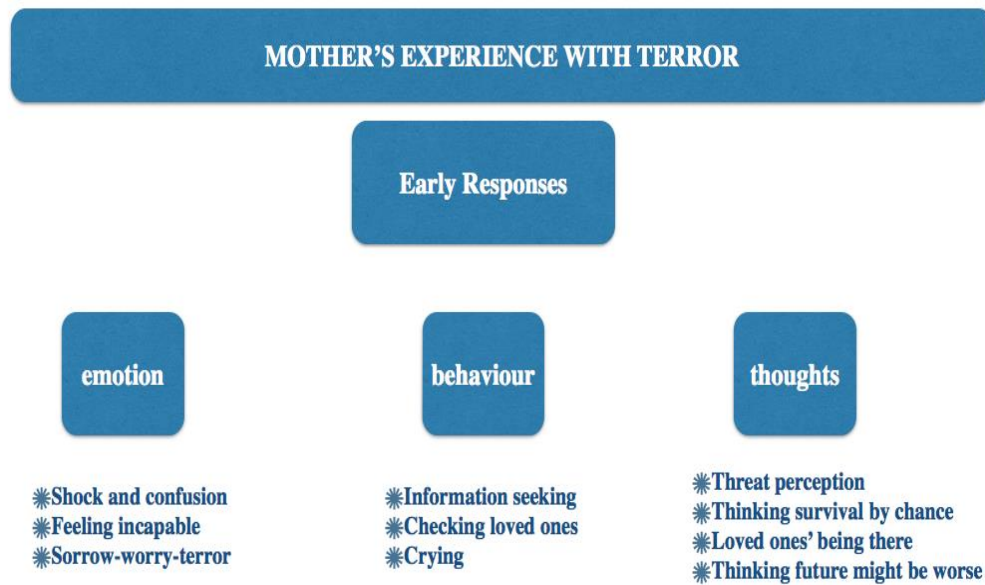 MOTHER'S EXPERIENCE WITH TERROR
Early Responses
emotion
Shock and confusion
Feeling incapable
Sorrow-worry-terror
behaviour
Information seeking
Checking loved ones
Crying
thoughts
Threat perception
Thinking survival by chance
Loved ones' being there
Thinking future might be worse